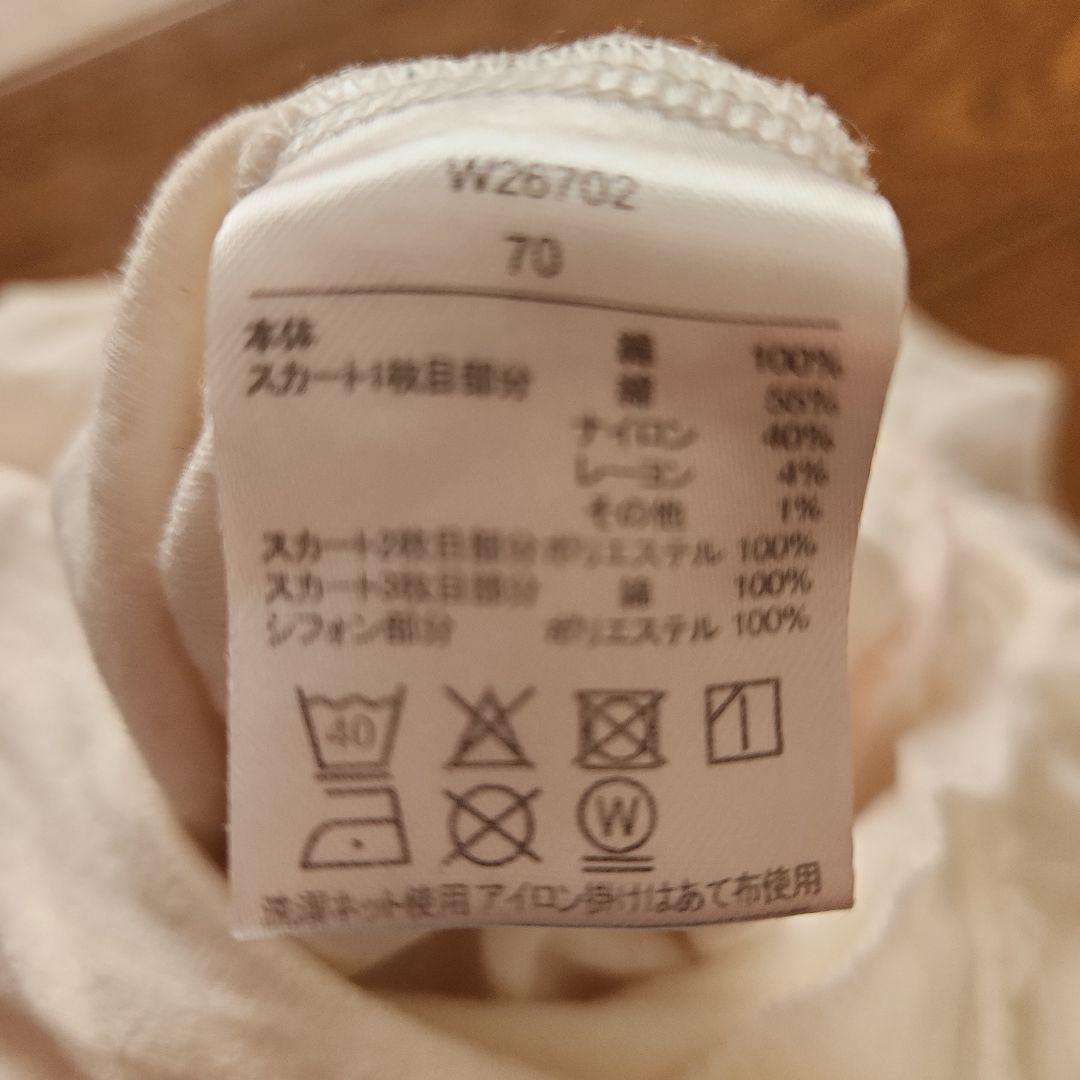 W26702
70
本体 綿 100%
スカート1枚目部分 綿 55%
ナイロン 40%
レーヨン 4%
その他 1%
スカート2枚目部分 ポリエステル 100%
スカート3枚目部分 綿 100%
シフォン部分 ポリエステル 100%
40
W
洗濯ネット使用 アイロン掛けはあて布使用